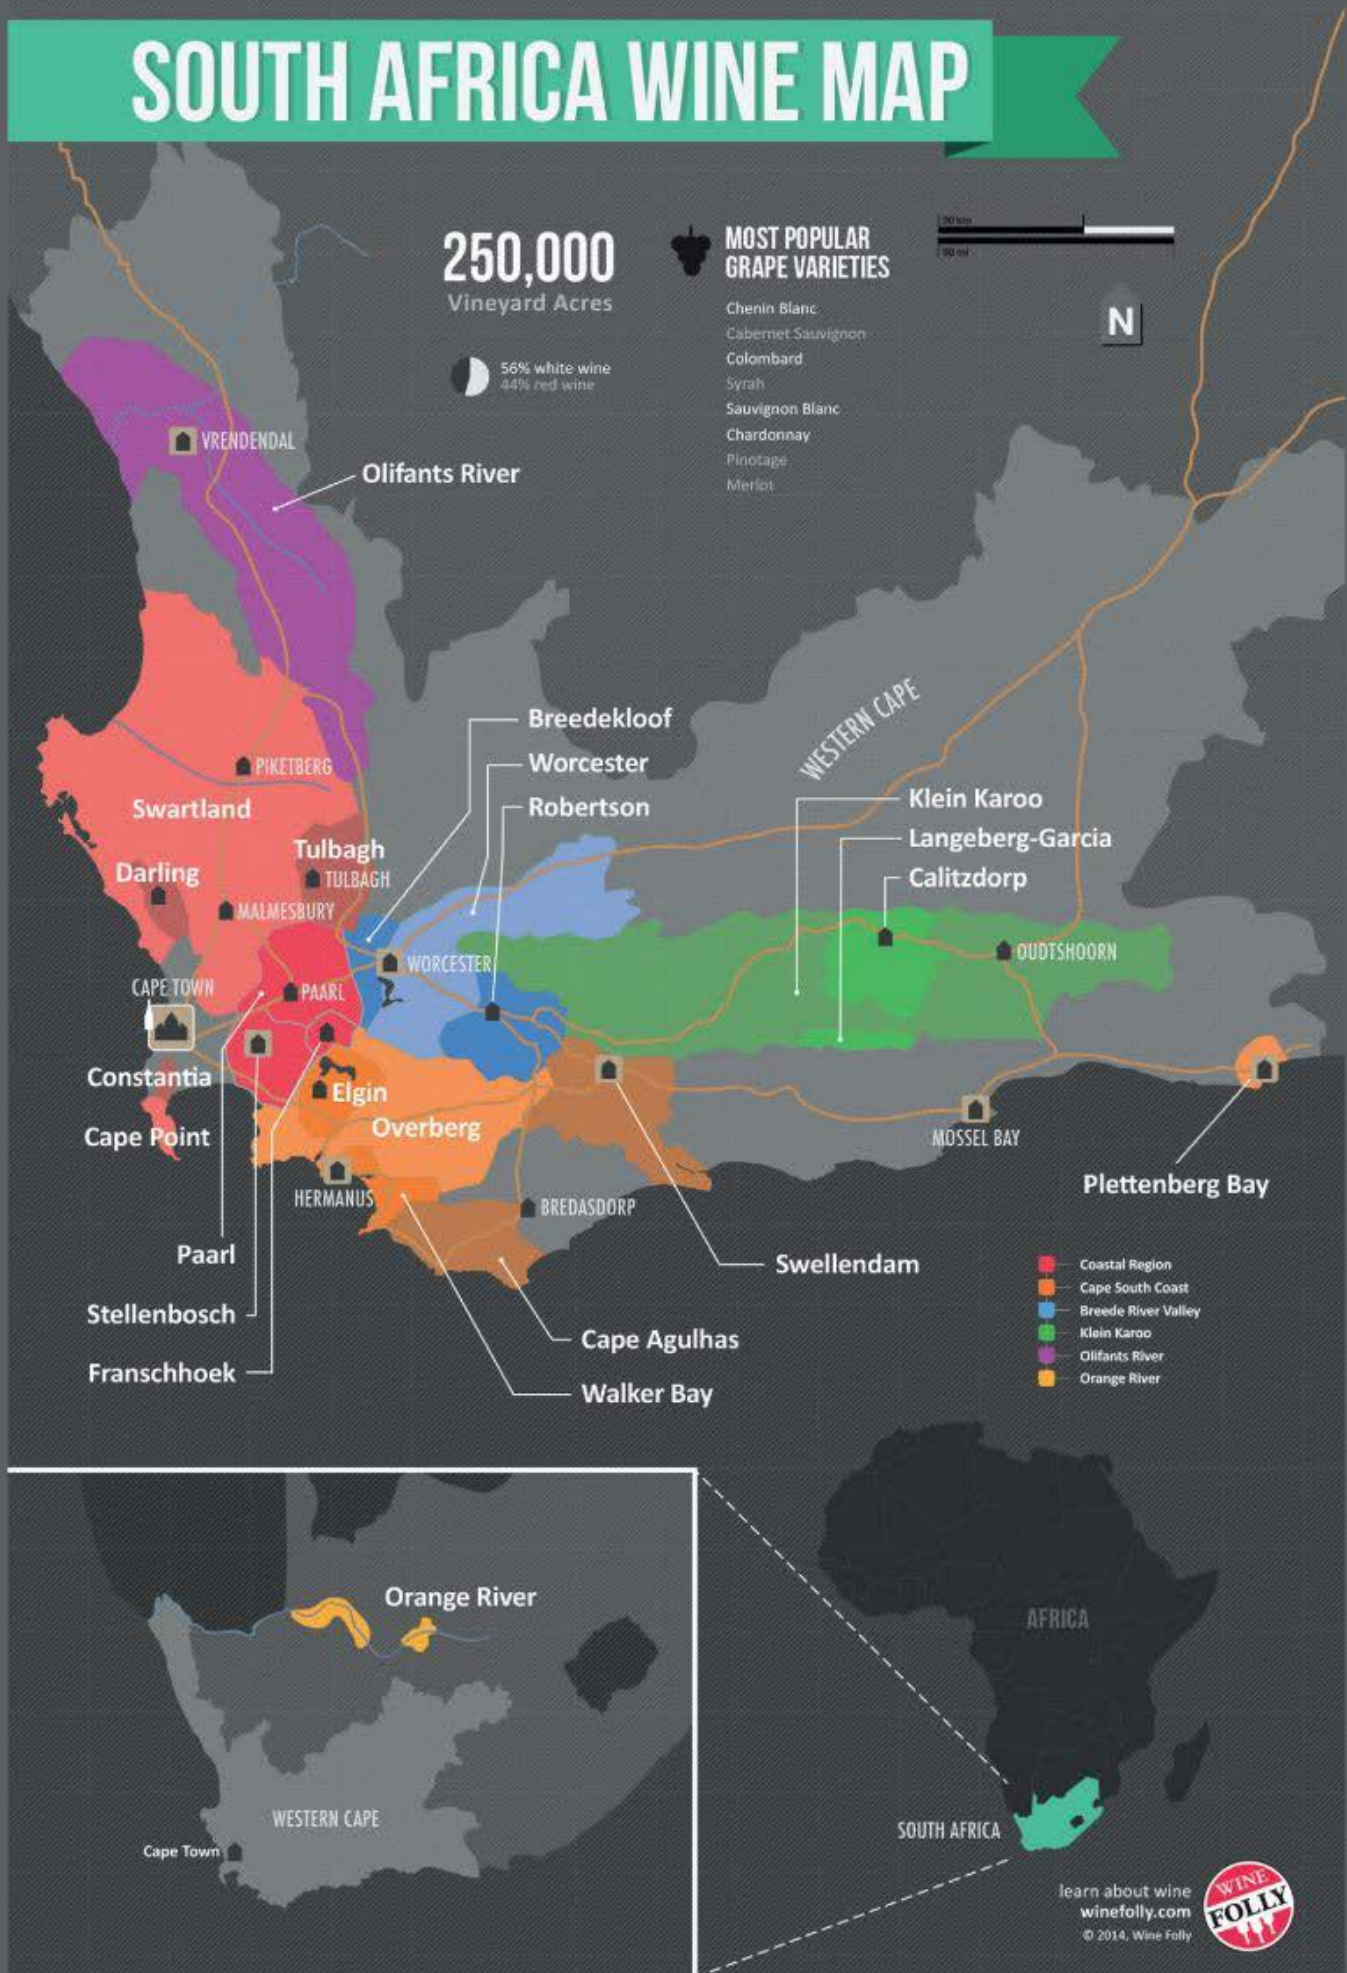 SOUTH AFRICA WINE MAP
250,000
Vineyard Acres
56% white wine
44% red wine
MOST POPULAR
GRAPE VARIETIES
Chenin Blanc
Cabernet Sauvignon
Colombard
Syrah
Sauvignon Blanc
Chardonnay
Pinotage
Merlot
90 km
90 mi
N
VRENDENDAL
Olifants River
WESTERN CAPE
Breedekloof
Worcester
Robertson
PIKETBERG
Swartland
Tulbagh
TULBAGH
Darling
MALMESBURY
Klein Karoo
Langeberg-Garcia
Calitzdorp
OUDTSHOORN
WORCESTER
CAPE TOWN
PAARL
Constantia
Elgin
Cape Point
Overberg
HERMANUS
BREDASDORP
MOSSEL BAY
Plettenberg Bay
Paarl
Stellenbosch
Franschhoek
Swellendam
Cape Agulhas
Walker Bay
Coastal Region
Cape South Coast
Breede River Valley
Klein Karoo
Olifants River
Orange River
Orange River
WESTERN CAPE
Cape Town
AFRICA
SOUTH AFRICA
learn about wine
winefolly.com
© 2014, Wine Folly
WINE
FOLLY